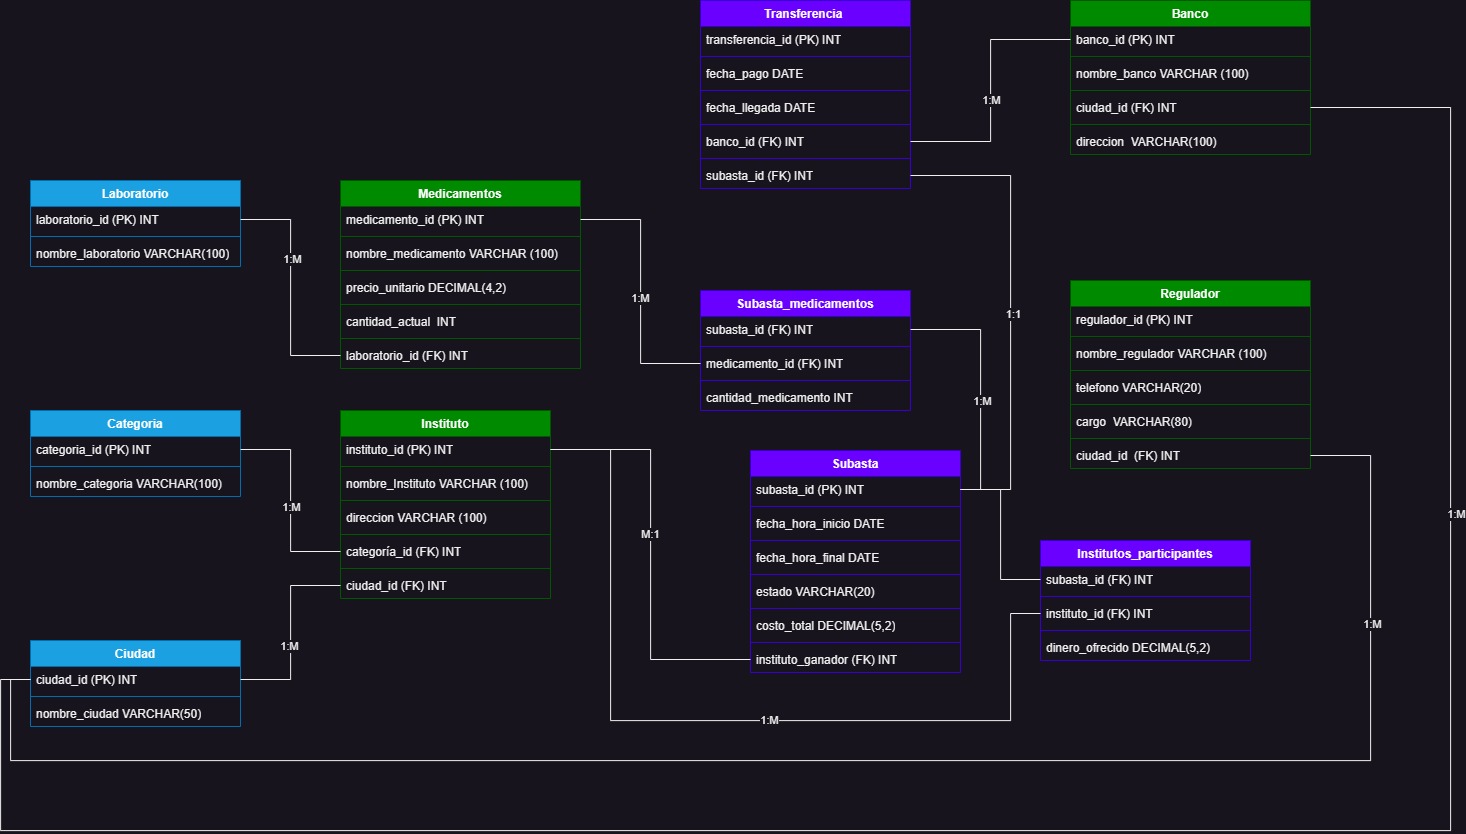 Transferencia
transferencia_id (PK) INT
fecha_pago DATE
fecha_llegada DATE
banco_id (FK) INT
subasta_id (FK) INT
Banco
banco_id (PK) INT
nombre_banco VARCHAR (100)
ciudad_id (FK) INT
direccion  VARCHAR(100)
1:M
Laboratorio
laboratorio_id (PK) INT
nombre_laboratorio VARCHAR(100)
1:M
Medicamentos
medicamento_id (PK) INT
nombre_medicamento VARCHAR (100)
precio_unitario DECIMAL(4,2)
cantidad_actual  INT
laboratorio_id (FK) INT
1:M
Subasta_medicamentos
subasta_id (FK) INT
medicamento_id (FK) INT
cantidad_medicamento INT
1:1
1:M
Regulador
regulador_id (PK) INT
nombre_regulador VARCHAR (100)
telefono VARCHAR(20)
cargo  VARCHAR(80)
ciudad_id  (FK) INT
Categoria
categoria_id (PK) INT
nombre_categoria VARCHAR(100)
1:M
Instituto
instituto_id (PK) INT
nombre_Instituto VARCHAR (100)
direccion VARCHAR (100)
categoría_id (FK) INT
ciudad_id (FK) INT
M:1
Subasta
subasta_id (PK) INT
fecha_hora_inicio DATE
fecha_hora_final DATE
estado VARCHAR(20)
costo_total DECIMAL(5,2)
instituto_ganador (FK) INT
Institutos_participantes
subasta_id (FK) INT
instituto_id (FK) INT
dinero_ofrecido DECIMAL(5,2)
1:M
1:M
Ciudad
ciudad_id (PK) INT
nombre_ciudad VARCHAR(50)
1:M
1:M